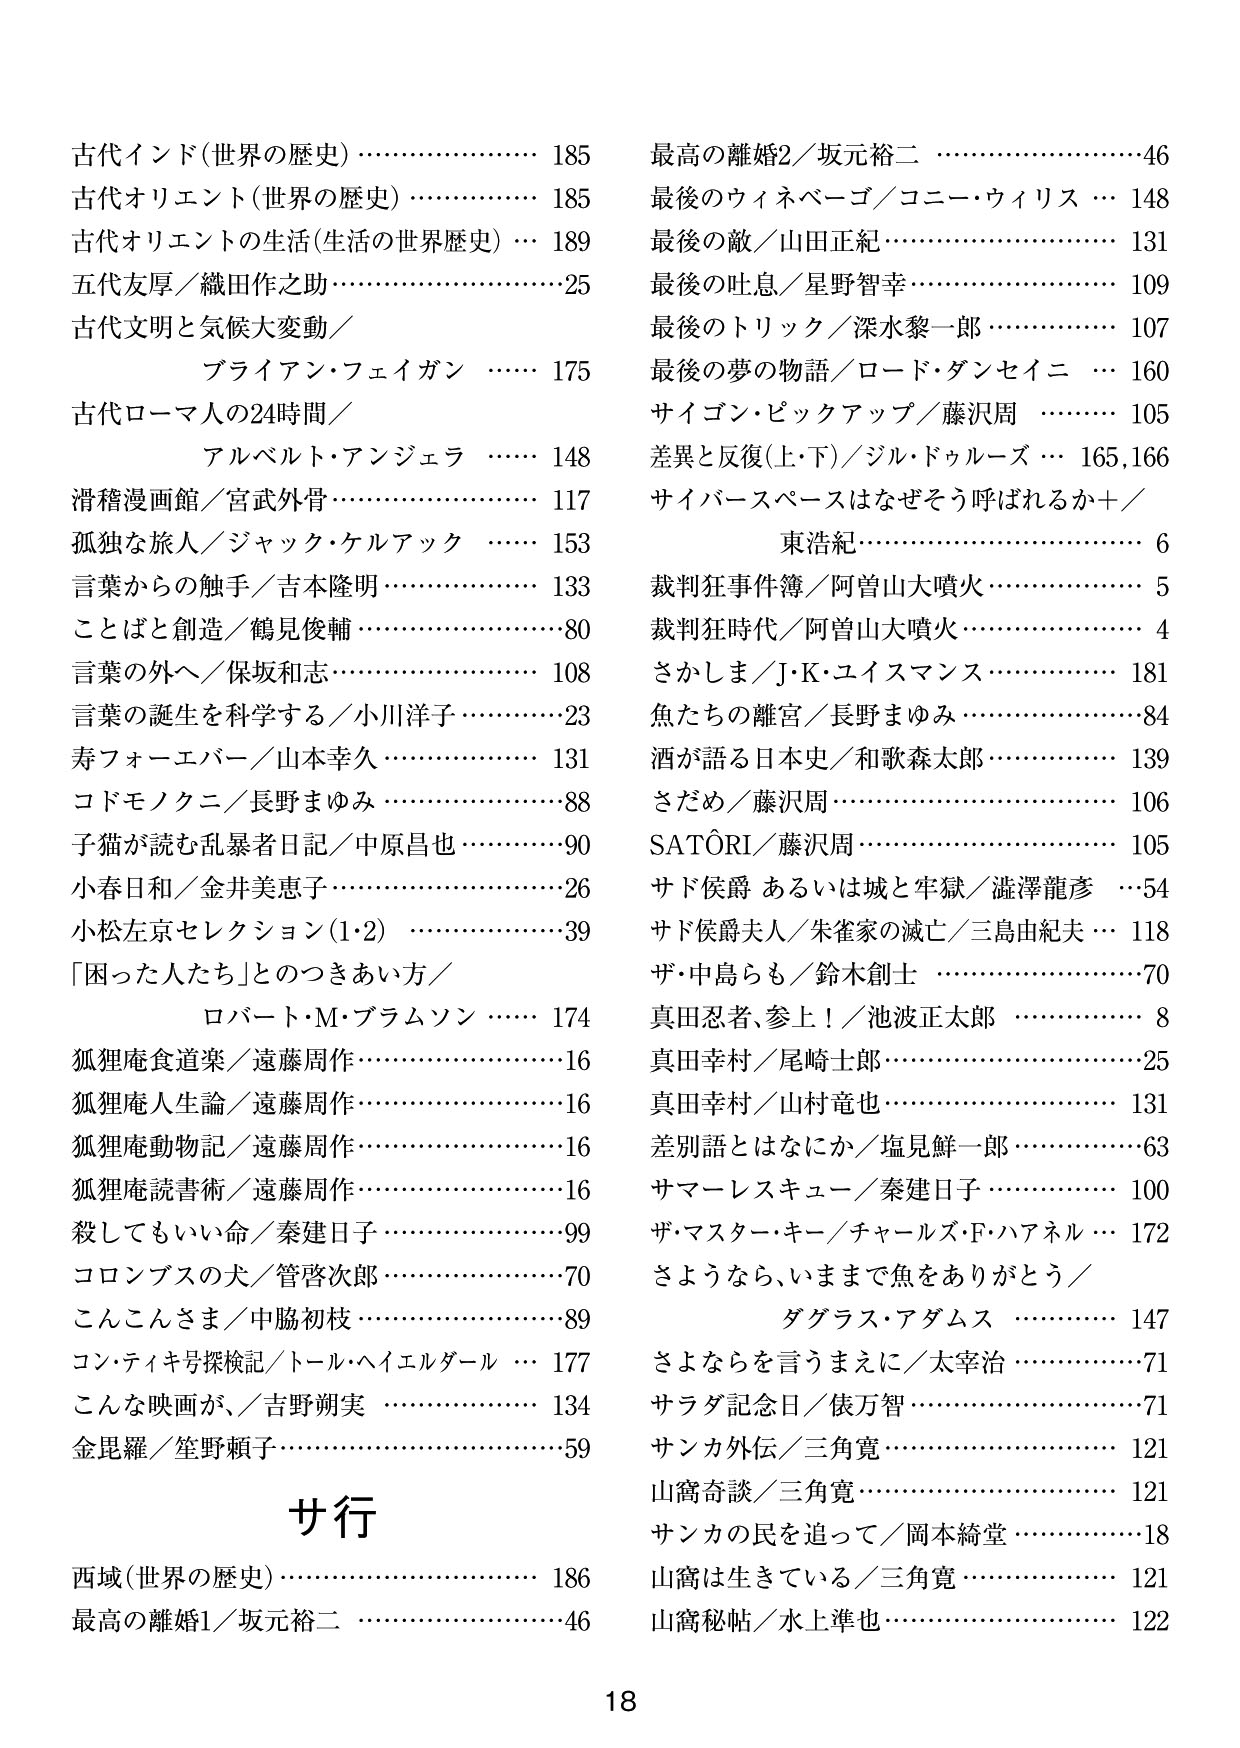 古代インド(世界の歴史)………………… 185
古代オリエント(世界の歴史)…………… 185
古代オリエントの生活(生活の世界歴史)… 189
五代友厚／織田作之助………………………25
古代文明と気候大変動／
ブライアン・フェイガン …… 175
古代ローマ人の24時間／
アルベルト・アンジェラ …… 148
滑稽漫画館／宮武外骨…………………… 117
孤独な旅人／ジャック・ケルアック …… 153
言葉からの触手／吉本隆明……………… 133
ことばと創造／鶴見俊輔……………………80
言葉の外へ／保坂和志…………………… 108
言葉の誕生を科学する／小川洋子…………23
寿フォーエバー／山本幸久……………… 131
コドモノクニ／長野まゆみ…………………88
子猫が読む乱暴者日記／中原昌也…………90
小春日和／金井美恵子………………………26
小松左京セレクション(1・2) ………………39
「困った人たち」とのつきあい方／
ロバート・M・ブラムソン …… 174
狐狸庵食道楽／遠藤周作……………………16
狐狸庵人生論／遠藤周作……………………16
狐狸庵動物記／遠藤周作……………………16
狐狸庵読書術／遠藤周作……………………16
殺してもいい命／秦建日子…………………99
コロンブスの犬／管啓次郎…………………70
こんこんさま／中脇初枝……………………89
コン・ティキ号探検記／トール・ヘイエルダール … 177
こんな映画が、／吉野朔実 ……………… 134
金毘羅／笙野頼子……………………………59
サ行
西域(世界の歴史)………………………… 186
最高の離婚1／坂元裕二 ……………………46
最高の離婚2／坂元裕二 ……………………46
最後のウィネベーゴ／コニー・ウィリス … 148
最後の敵／山田正紀……………………… 131
最後の吐息／星野智幸…………………… 109
最後のトリック／深水黎一郎…………… 107
最後の夢の物語／ロード・ダンセイニ … 160
サイゴン・ピックアップ／藤沢周 ……… 105
差異と反復(上・下)／ジル・ドゥルーズ … 165,166
サイバースペースはなぜそう呼ばれるか＋／
東浩紀…………………………… 6
裁判狂事件簿／阿曽山大噴火……………… 5
裁判狂時代／阿曽山大噴火………………… 4
さかしま／J・K・ユイスマンス…………… 181
魚たちの離宮／長野まゆみ…………………84
酒が語る日本史／和歌森太郎…………… 139
さだめ／藤沢周…………………………… 106
SATÔRI／藤沢周………………………… 105
サド侯爵 あるいは城と牢獄／澁澤龍彦 …54
サド侯爵夫人／朱雀家の滅亡／三島由紀夫… 118
ザ・中島らも／鈴木創士 ……………………70
真田忍者、参上！／池波正太郎 …………… 8
真田幸村／尾崎士郎…………………………25
真田幸村／山村竜也……………………… 131
差別語とはなにか／塩見鮮一郎……………63
サマーレスキュー／秦建日子…………… 100
ザ・マスター・キー／チャールズ・F・ハアネル… 172
さようなら、いままで魚をありがとう／
ダグラス・アダムス ………… 147
さよならを言うまえに／太宰治……………71
サラダ記念日／俵万智………………………71
サンカ外伝／三角寛……………………… 121
山窩奇談／三角寛………………………… 121
サンカの民を追って／岡本綺堂……………18
山窩は生きている／三角寛……………… 121
山窩秘帖／水上準也……………………… 122
18